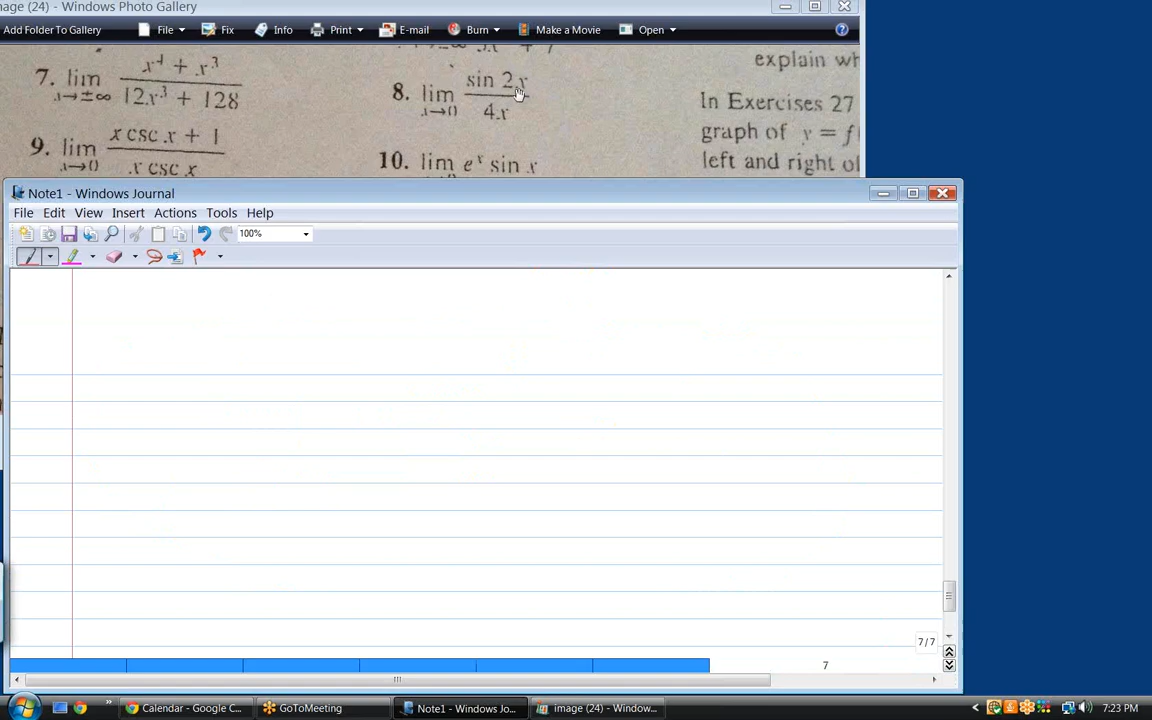 mage (24) - Windows Photo Gallery
Add Folder To Gallery File Fix Info Print E-mail Burn Make a Movie Open
explain wh
7. lim x→±∞ x⁴ + x³ / 12x³ + 128
8. lim x→0 sin 2x / 4x
In Exercises 27
graph of y = f(
left and right of
9. lim x→0 x csc x + 1 / x csc x
10. lim eˣ sin x
Note1 - Windows Journal
File Edit View Insert Actions Tools Help
100%
7/7
7
Calendar - Google C...
GoToMeeting
Note1 - Windows Jo...
image (24) - Window...
7:23 PM